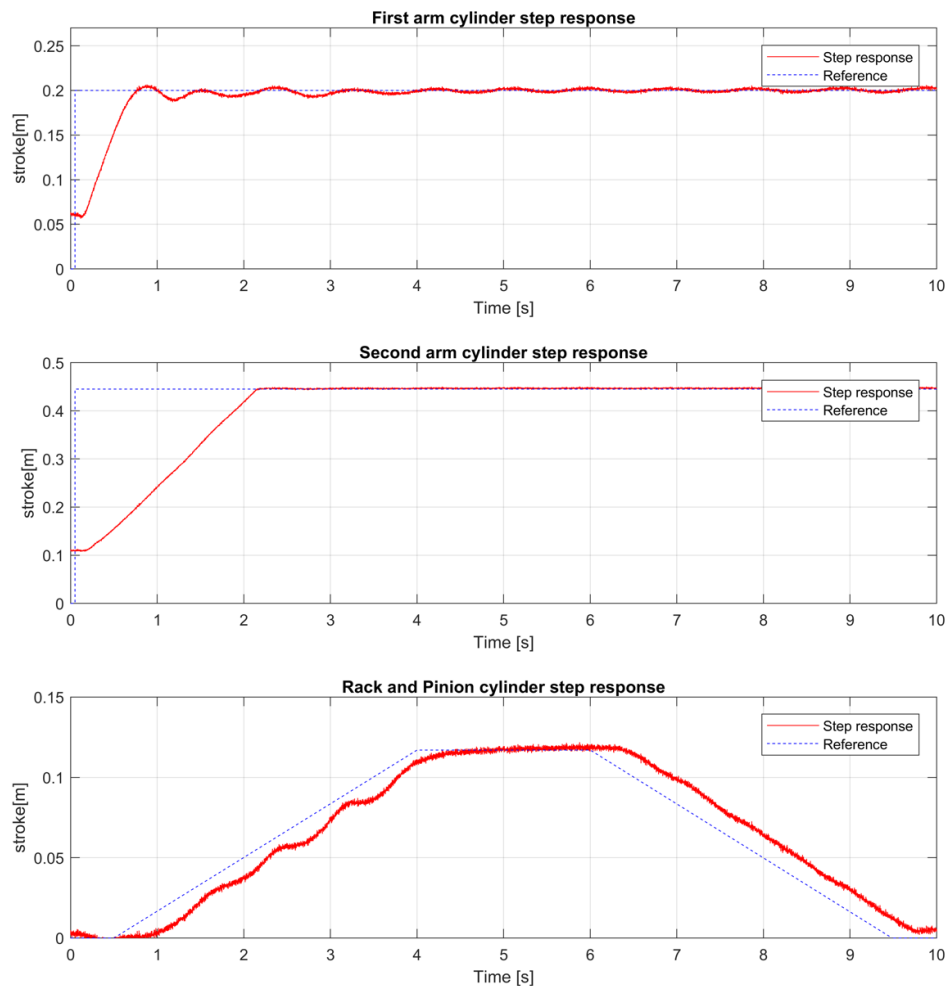 First arm cylinder step response
0.25
0.2
0.15
0.1
0.05
0
stroke[m]
Step response
Reference
0 1 2 3 4 5 6 7 8 9 10
Time [s]
Second arm cylinder step response
0.5
0.4
0.3
0.2
0.1
0
stroke[m]
Step response
Reference
0 1 2 3 4 5 6 7 8 9 10
Time [s]
Rack and Pinion cylinder step response
0.15
0.1
0.05
0
stroke[m]
Step response
Reference
0 1 2 3 4 5 6 7 8 9 10
Time [s]